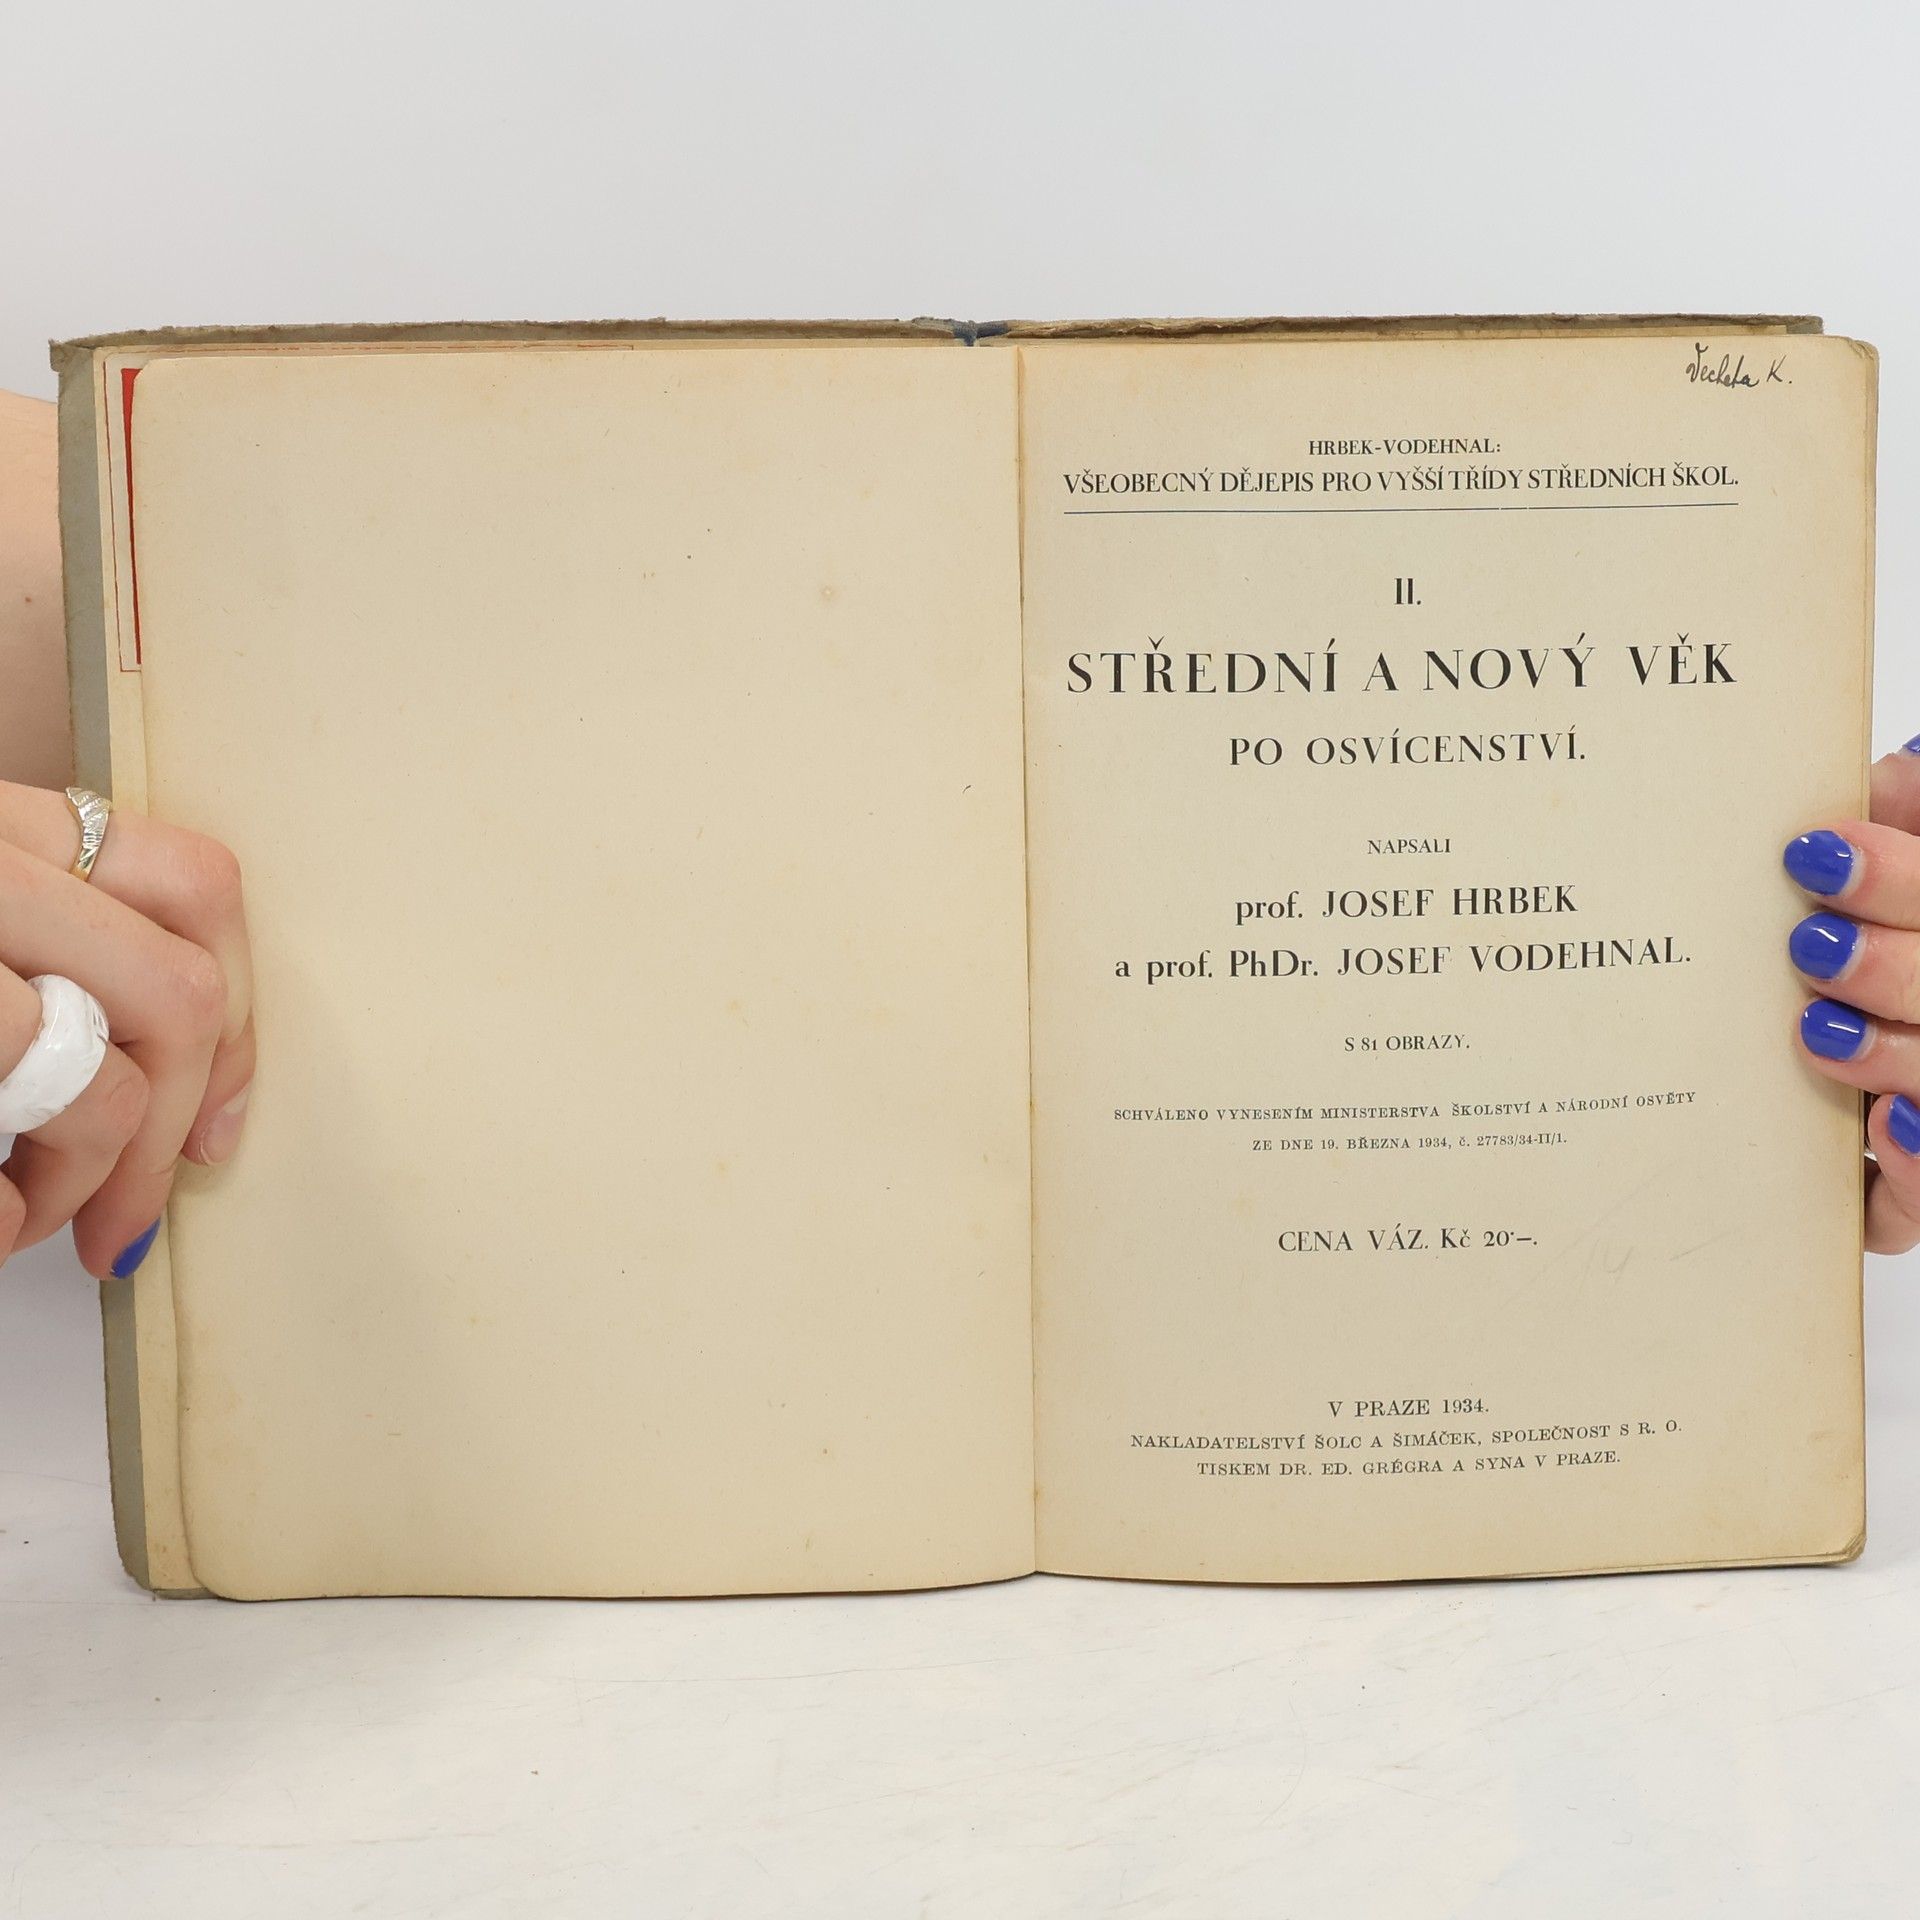 Vecheta K.
HRBEK-VODEHNAL:
VŠEOBECNÝ DĚJEPIS PRO VYŠŠÍ TŘÍDY STŘEDNÍCH ŠKOL.
II.
STŘEDNÍ A NOVÝ VĚK
PO OSVÍCENSTVÍ.
NAPSALI
prof. JOSEF HRBEK
a prof. PhDr. JOSEF VODEHNAL.
S 81 OBRAZY.
SCHVÁLENO VYNESENÍM MINISTERSTVA ŠKOLSTVÍ A NÁRODNÍ OSVĚTY
ZE DNE 19. BŘEZNA 1934, č. 27783/34-II/1.
CENA VÁZ. Kč 20·–.
V PRAZE 1934.
NAKLADATELSTVÍ ŠOLC A ŠIMÁČEK, SPOLEČNOST S R. O.
TISKEM DR. ED. GRÉGRA A SYNA V PRAZE.